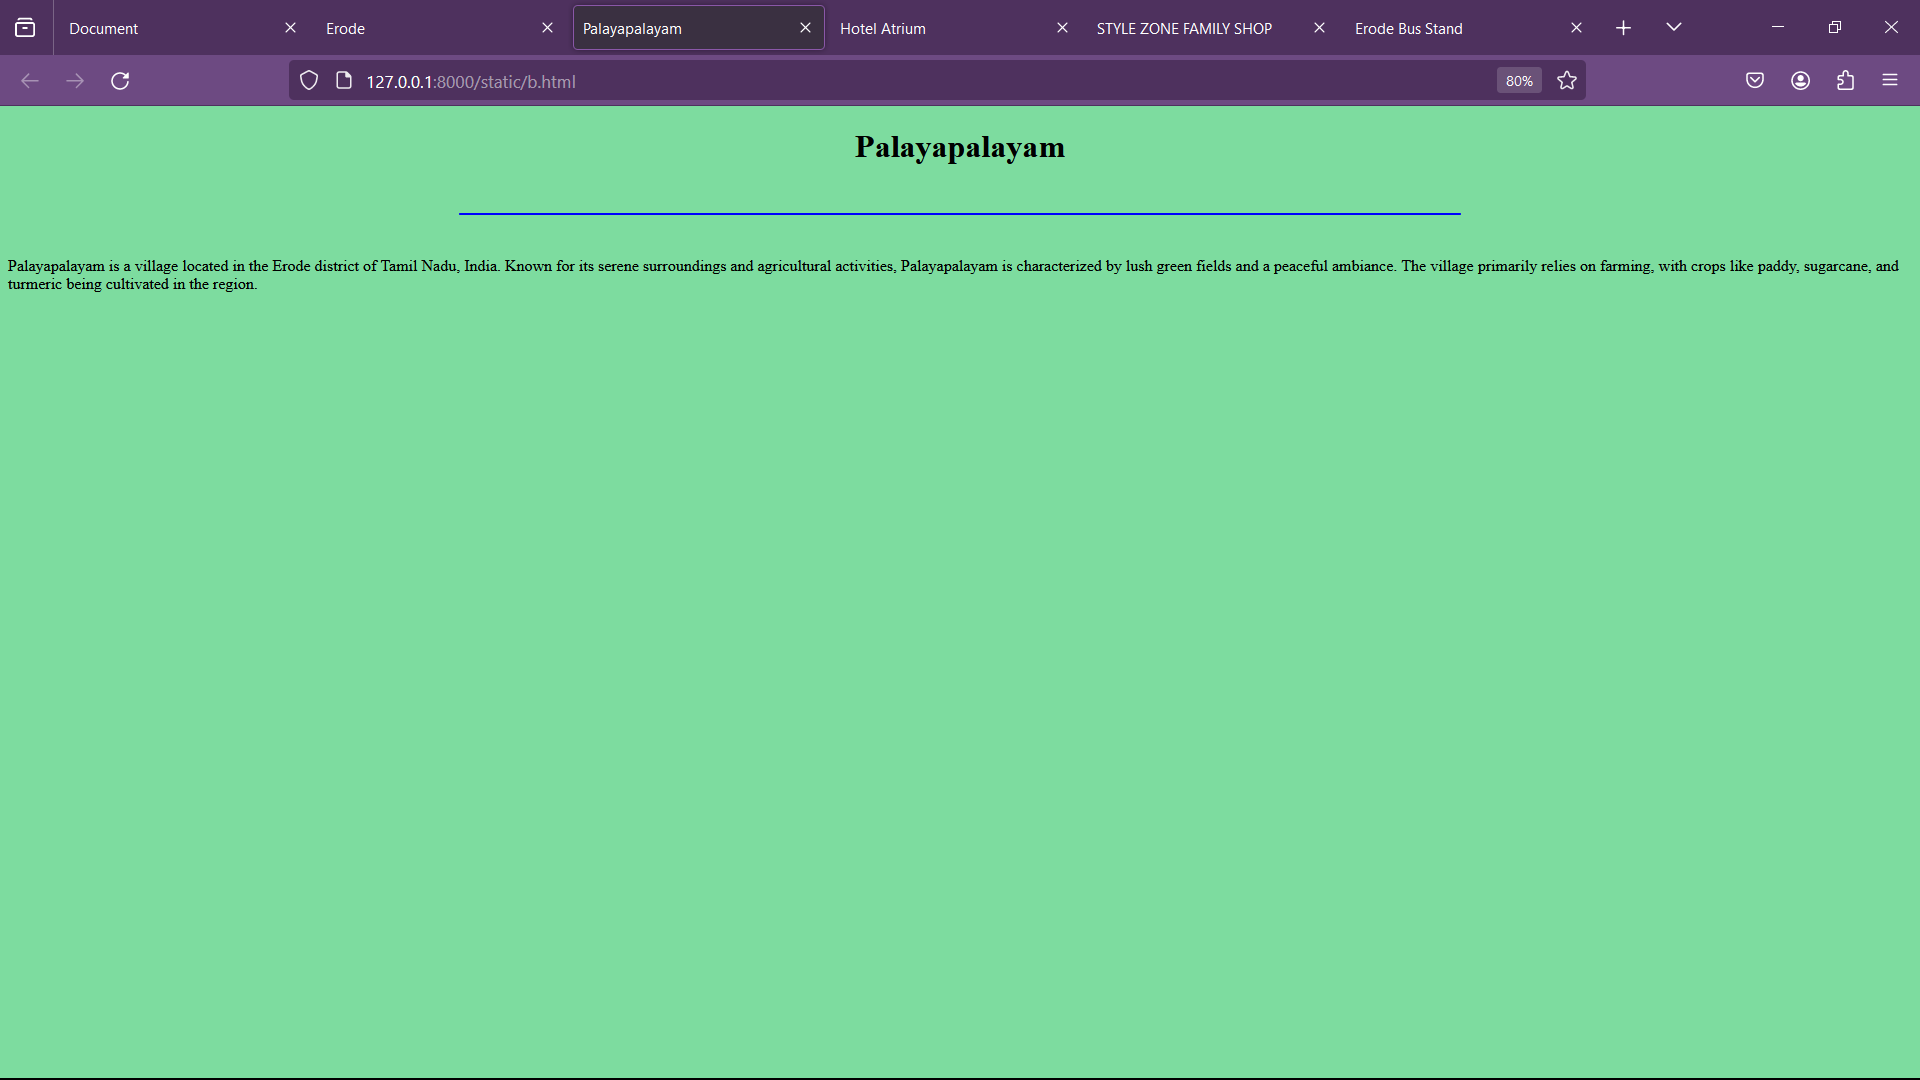 Document
Erode
Palayapalayam
Hotel Atrium
STYLE ZONE FAMILY SHOP
Erode Bus Stand
127.0.0.1:8000/static/b.html
80%
Palayapalayam
Palayapalayam is a village located in the Erode district of Tamil Nadu, India. Known for its serene surroundings and agricultural activities, Palayapalayam is characterized by lush green fields and a peaceful ambiance. The village primarily relies on farming, with crops like paddy, sugarcane, and
turmeric being cultivated in the region.